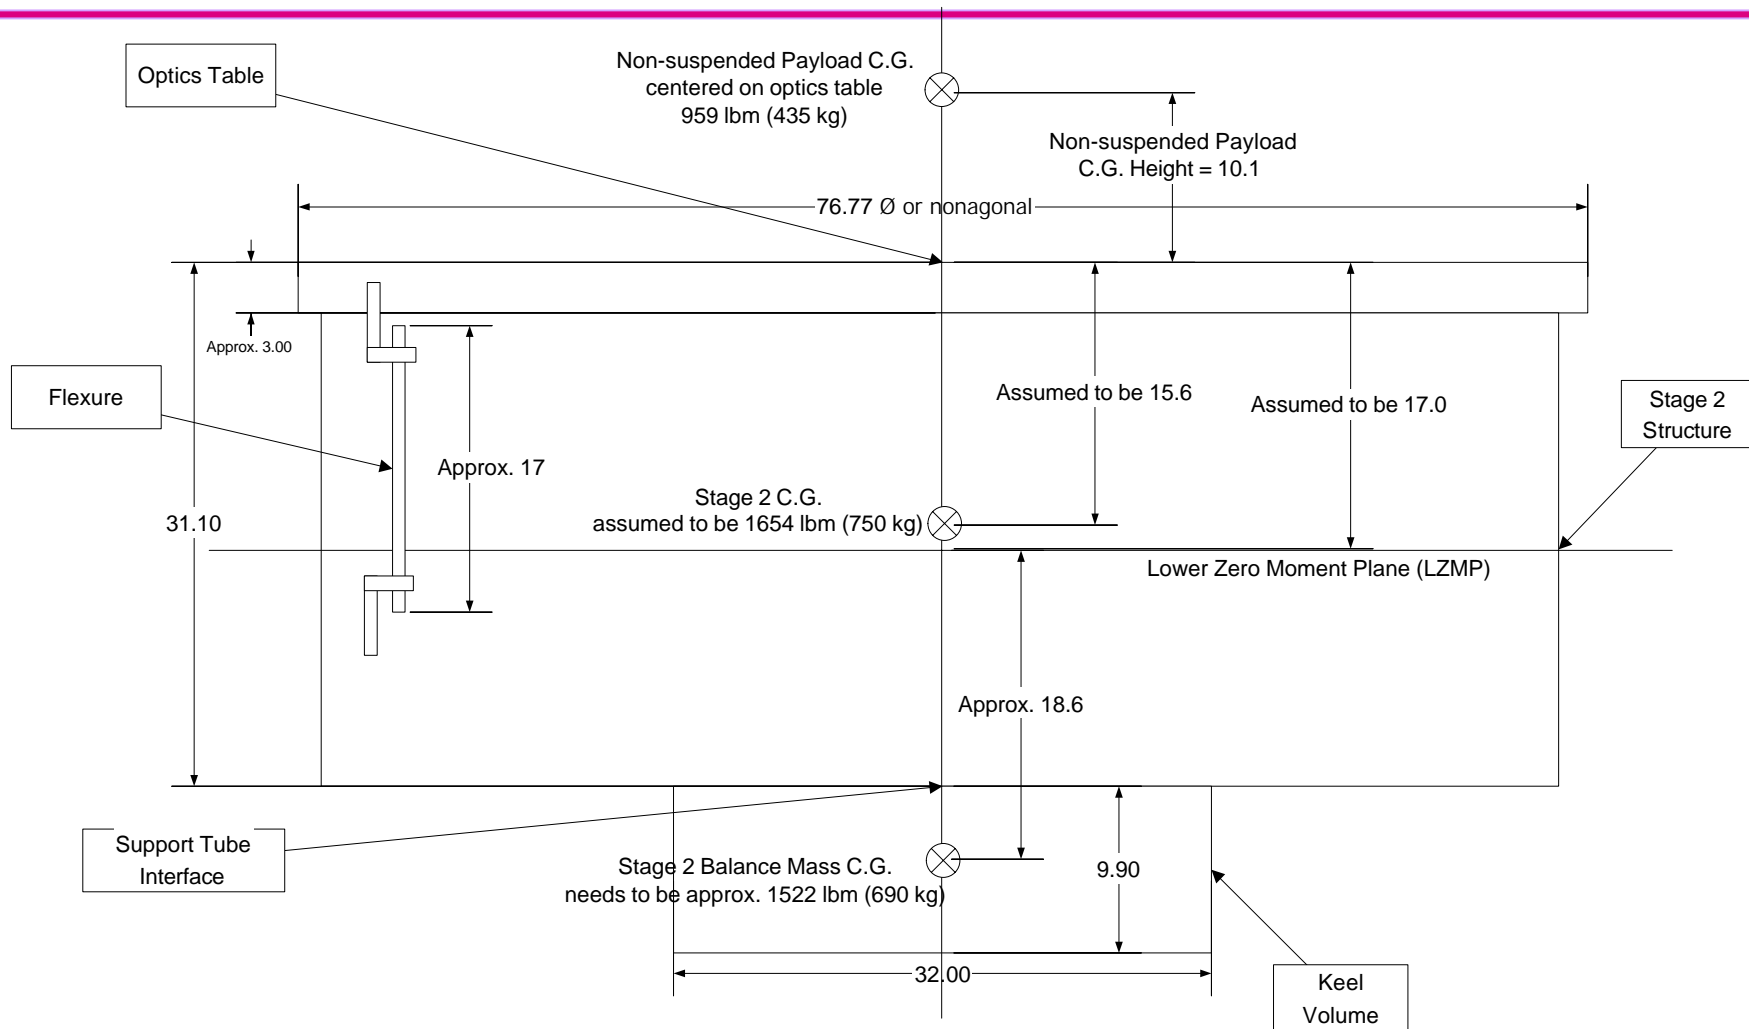 Non-suspended Payload C.G.
centered on optics table
959 lbm (435 kg)
Optics Table
Non-suspended Payload
C.G. Height = 10.1
76.77 Ø or nonagonal
Approx. 3.00
Flexure
Assumed to be 15.6
Assumed to be 17.0
Stage 2
Structure
Approx. 17
Stage 2 C.G.
assumed to be 1654 lbm (750 kg)
31.10
Lower Zero Moment Plane (LZMP)
Approx. 18.6
Support Tube
Interface
Stage 2 Balance Mass C.G.
needs to be approx. 1522 lbm (690 kg)
9.90
32.00
Keel
Volume